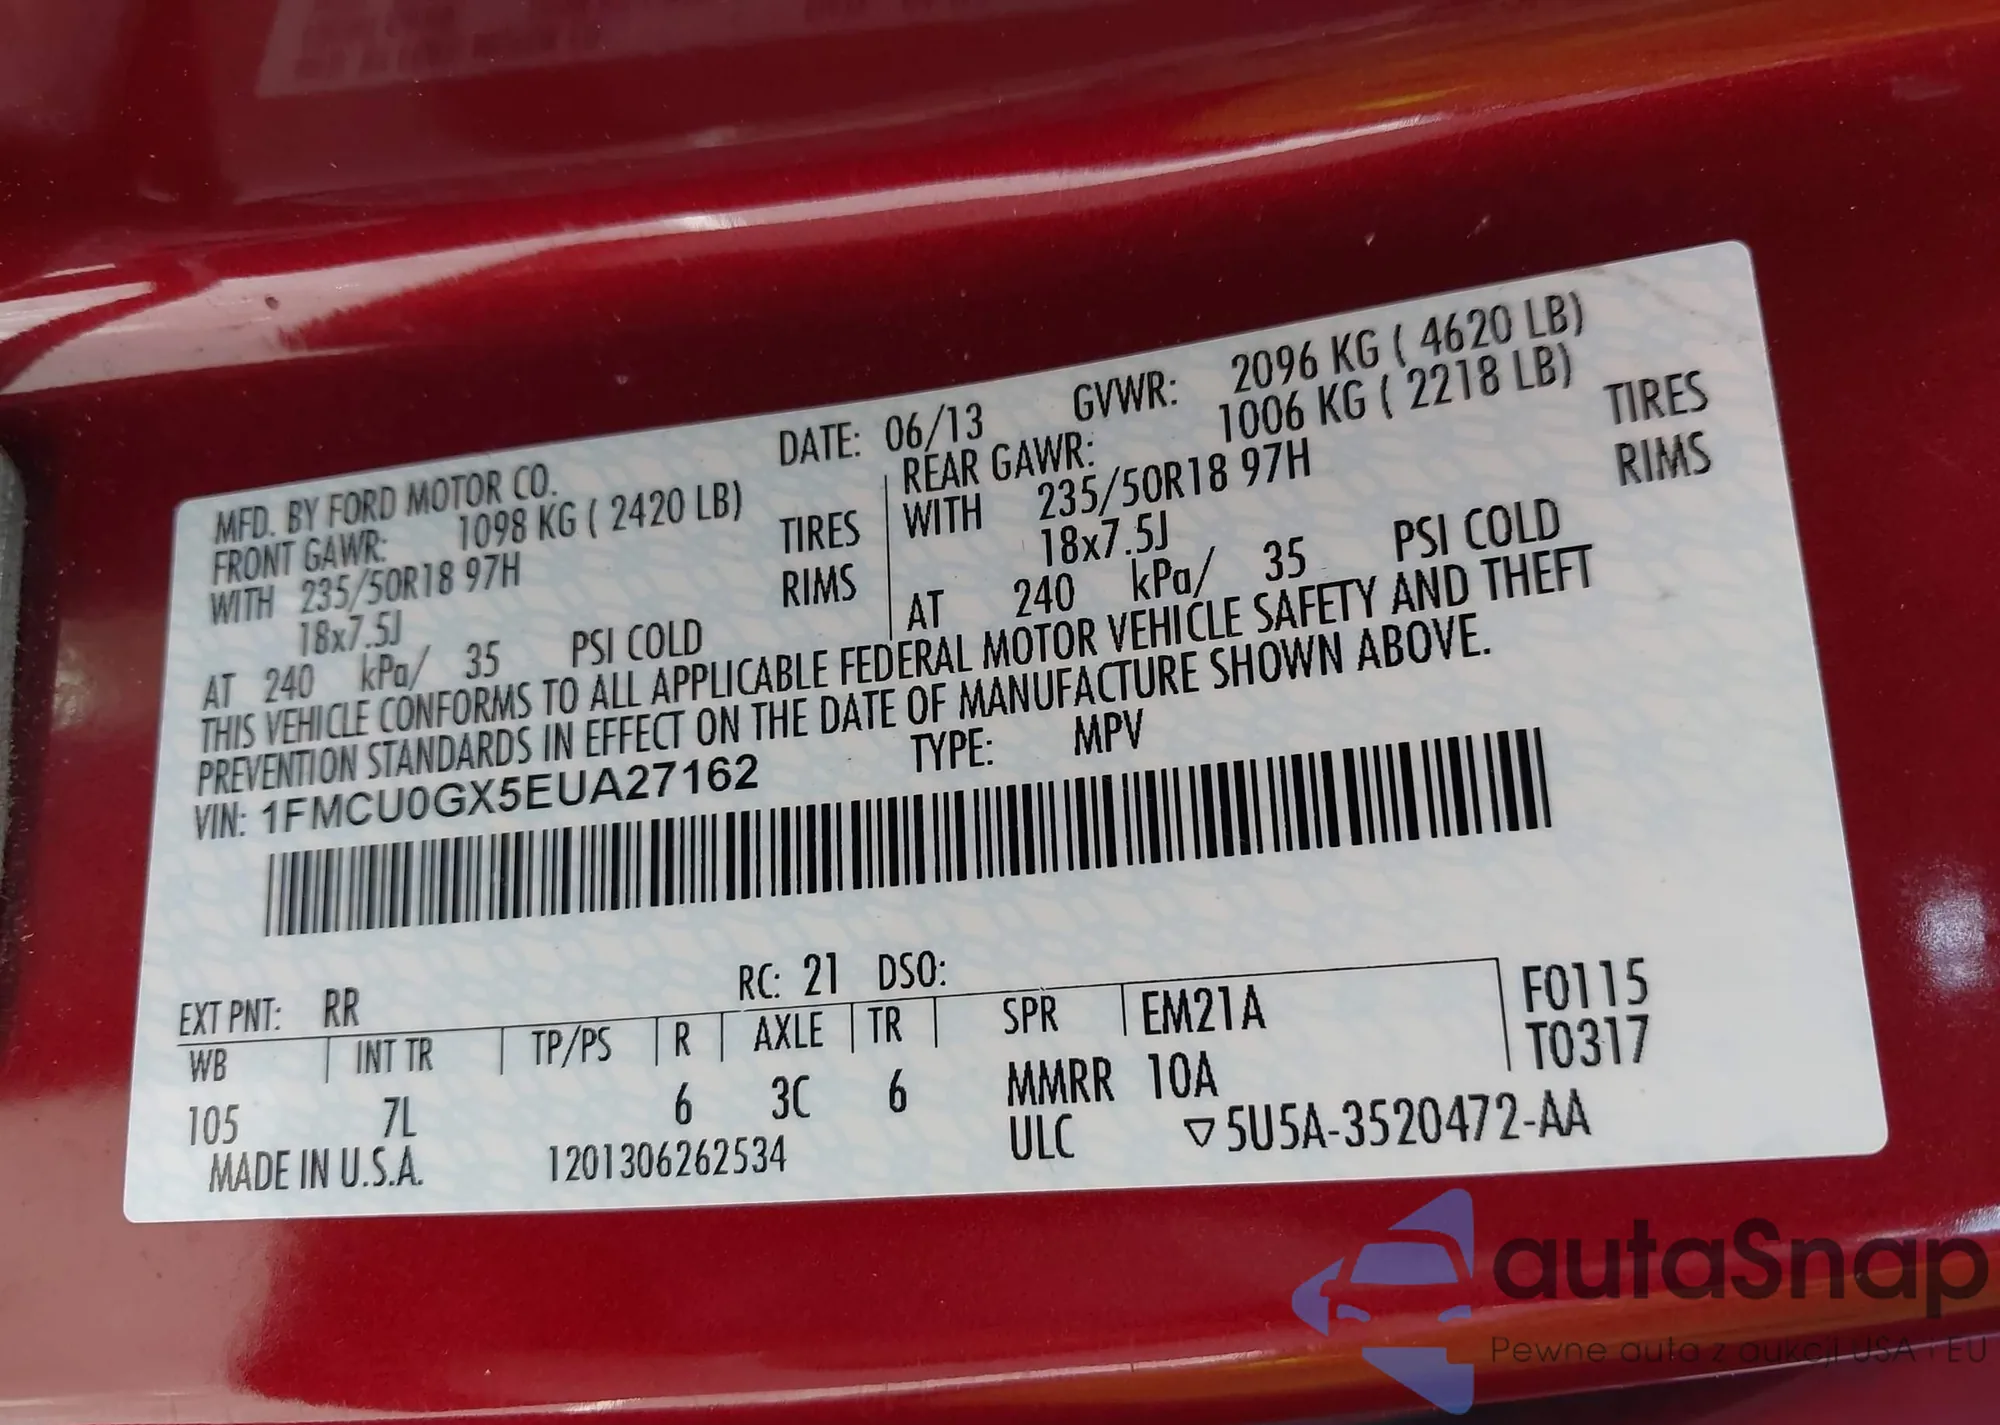 MFD. BY FORD MOTOR CO.
DATE: 06/13 GVWR: 2096 KG ( 4620 LB)
FRONT GAWR: 1098 KG ( 2420 LB)
WITH 235/50R18 97H TIRES
18x7.5J RIMS
AT 240 kPa/ 35 PSI COLD
REAR GAWR: 1006 KG ( 2218 LB)
WITH 235/50R18 97H TIRES
18x7.5J RIMS
AT 240 kPa/ 35 PSI COLD
THIS VEHICLE CONFORMS TO ALL APPLICABLE FEDERAL MOTOR VEHICLE SAFETY AND THEFT
PREVENTION STANDARDS IN EFFECT ON THE DATE OF MANUFACTURE SHOWN ABOVE.
VIN: 1FMCU0GX5EUA27162 TYPE: MPV
EXT PNT: RR RC: 21 DSO:
WB INT TR TP/PS R AXLE TR SPR EM21A F0115
105 7L 6 3C 6 MMRR 10A T0317
MADE IN U.S.A. 1201306262534 ULC ▽5U5A-3520472-AA
autaSnap
Pewne auta z aukcji USA i EU